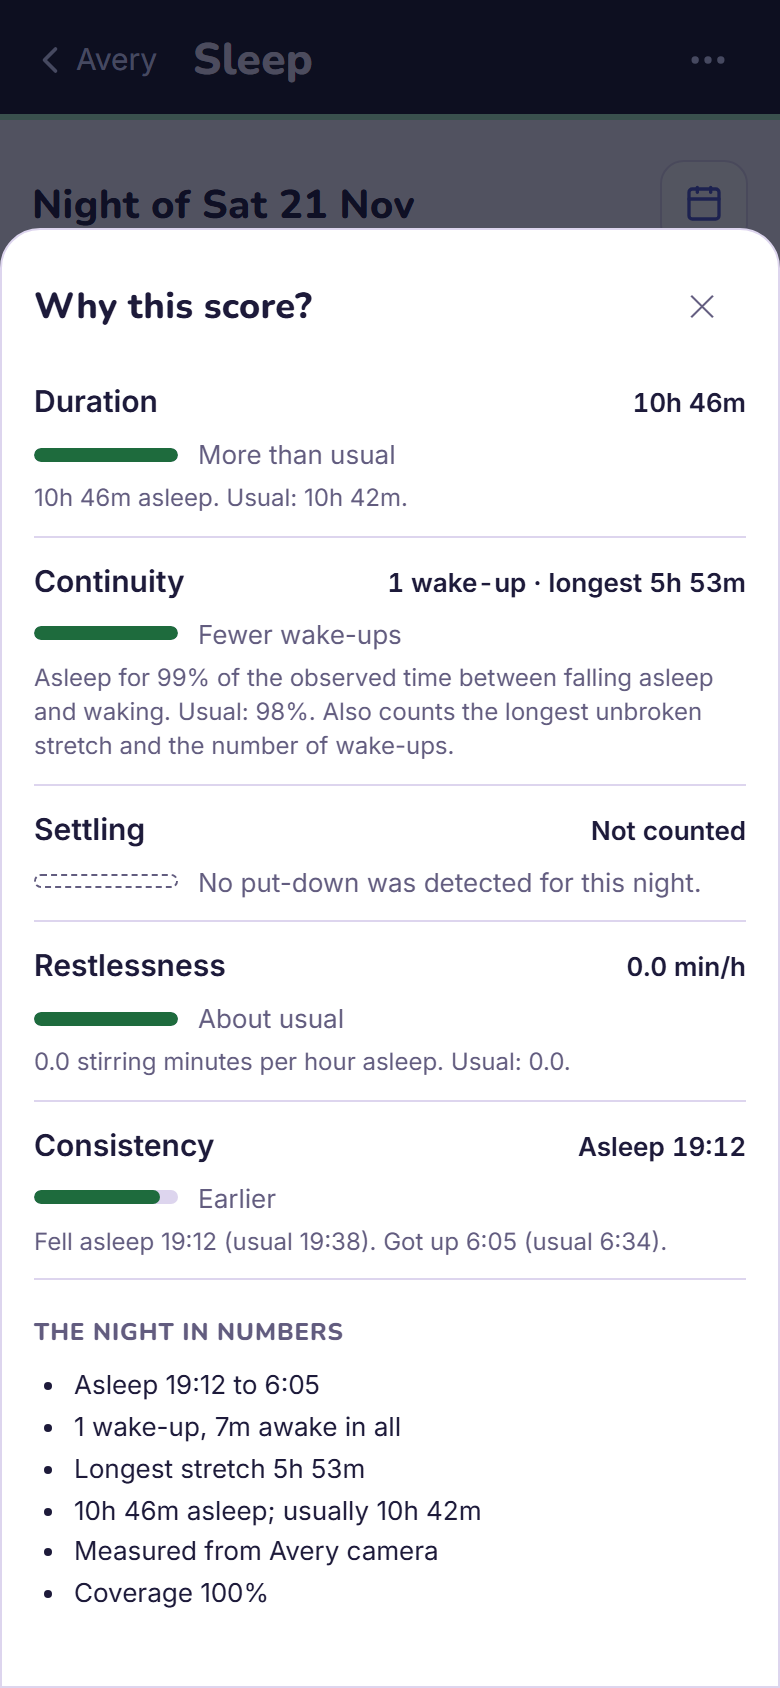 Avery Sleep
Night of Sat 21 Nov
Why this score?
Duration 10h 46m
More than usual
10h 46m asleep. Usual: 10h 42m.
Continuity 1 wake-up · longest 5h 53m
Fewer wake-ups
Asleep for 99% of the observed time between falling asleep
and waking. Usual: 98%. Also counts the longest unbroken
stretch and the number of wake-ups.
Settling Not counted
No put-down was detected for this night.
Restlessness 0.0 min/h
About usual
0.0 stirring minutes per hour asleep. Usual: 0.0.
Consistency Asleep 19:12
Earlier
Fell asleep 19:12 (usual 19:38). Got up 6:05 (usual 6:34).
THE NIGHT IN NUMBERS
• Asleep 19:12 to 6:05
• 1 wake-up, 7m awake in all
• Longest stretch 5h 53m
• 10h 46m asleep; usually 10h 42m
• Measured from Avery camera
• Coverage 100%